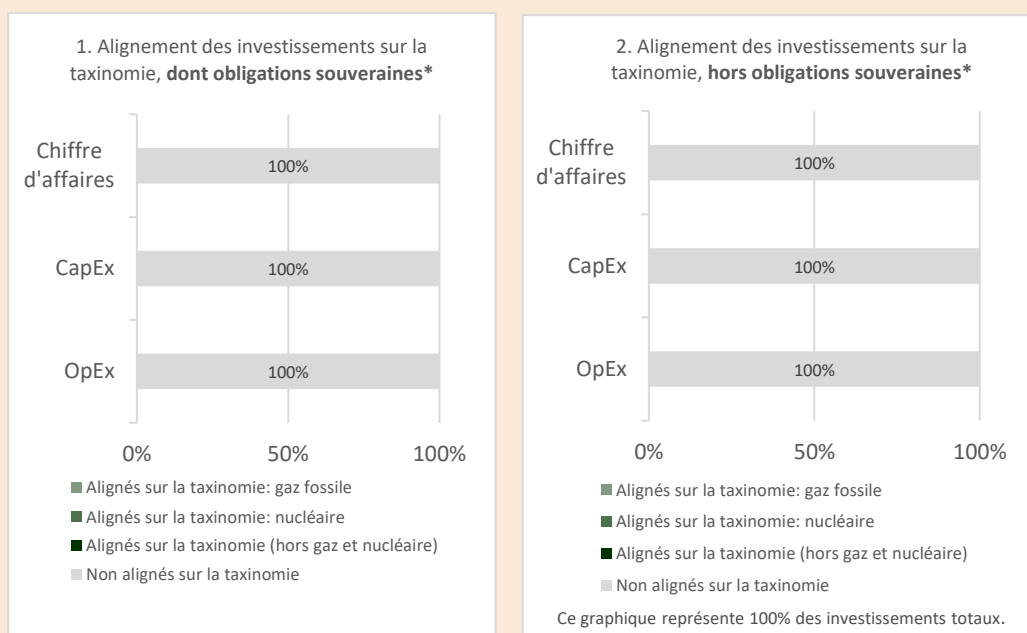 1. Alignement des investissements sur la
taxinomie, dont obligations souveraines*
Chiffre
d'affaires
100%
CapEx
100%
OpEx
100%
0% 50% 100%
Alignés sur la taxinomie: gaz fossile
Alignés sur la taxinomie: nucléaire
Alignés sur la taxinomie (hors gaz et nucléaire)
Non alignés sur la taxinomie
2. Alignement des investissements sur la
taxinomie, hors obligations souveraines*
Chiffre
d'affaires
100%
CapEx
100%
OpEx
100%
0% 50% 100%
Alignés sur la taxinomie: gaz fossile
Alignés sur la taxinomie: nucléaire
Alignés sur la taxinomie (hors gaz et nucléaire)
Non alignés sur la taxinomie
Ce graphique représente 100% des investissements totaux.